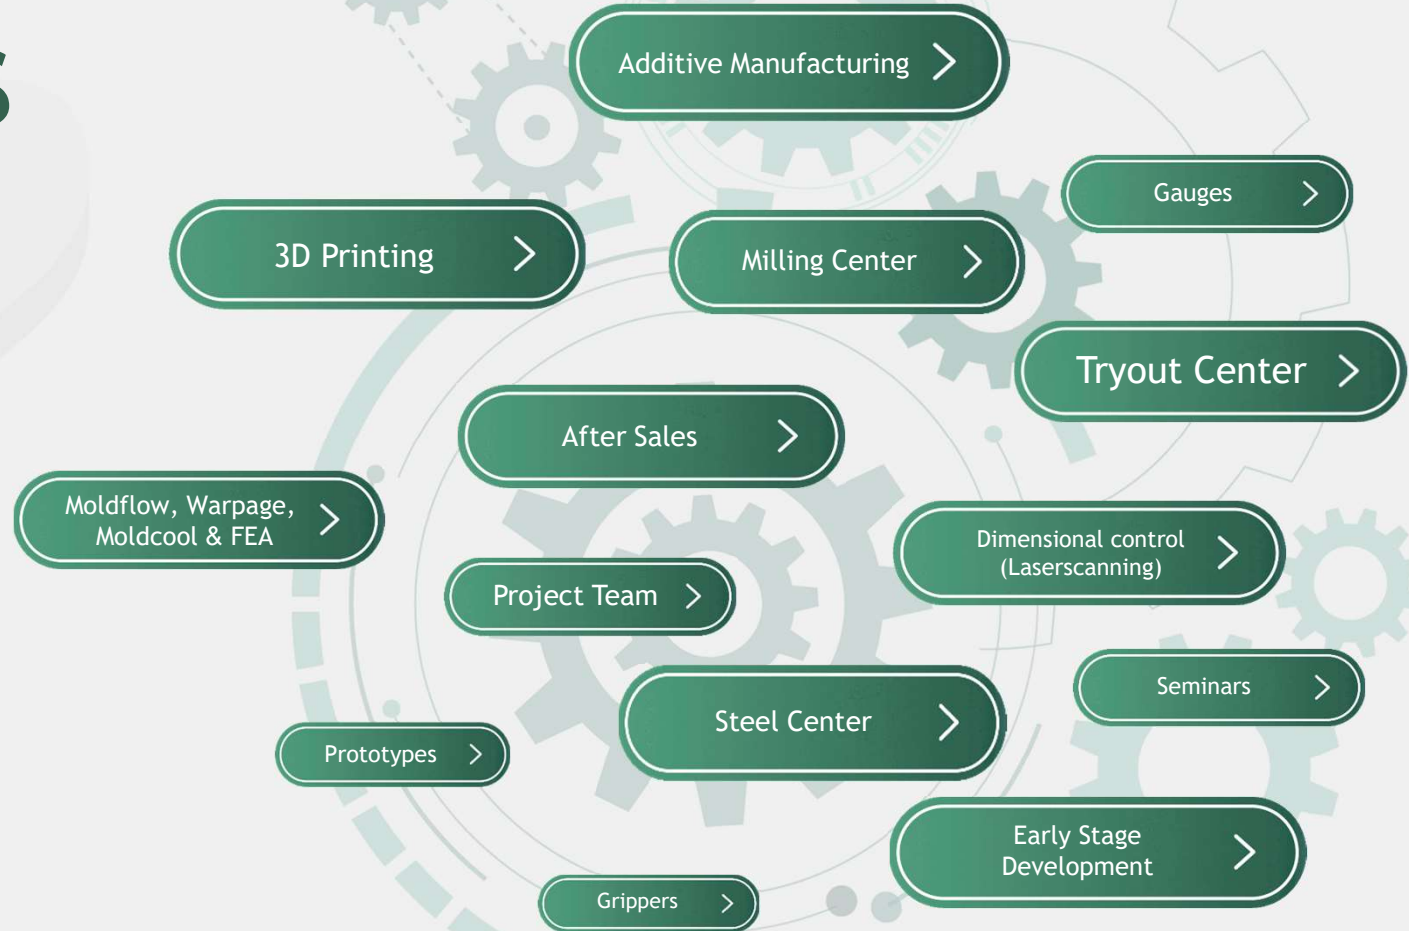 S
Additive Manufacturing
Gauges
3D Printing
Milling Center
Tryout Center
After Sales
Moldflow, Warpage,
Moldcool & FEA
Dimensional control
(Laserscanning)
Project Team
Seminars
Steel Center
Prototypes
Early Stage
Development
Grippers